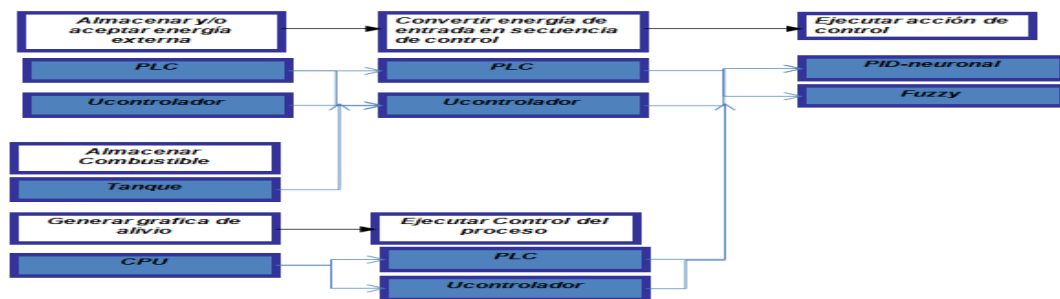 Almacenar y/o
aceptar energía
externa
Convertir energía de
entrada en secuencia
de control
Ejecutar acción de
control
PLC
PLC
PID-neuronal
Ucontrolador
Ucontrolador
Fuzzy
Almacenar
Combustible
Tanque
Generar grafica de
alivio
Ejecutar Control del
proceso
CPU
PLC
Ucontrolador